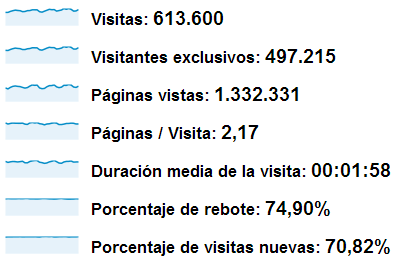 Visitas: 613.600
Visitantes exclusivos: 497.215
Páginas vistas: 1.332.331
Páginas / Visita: 2,17
Duración media de la visita: 00:01:58
Porcentaje de rebote: 74,90%
Porcentaje de visitas nuevas: 70,82%